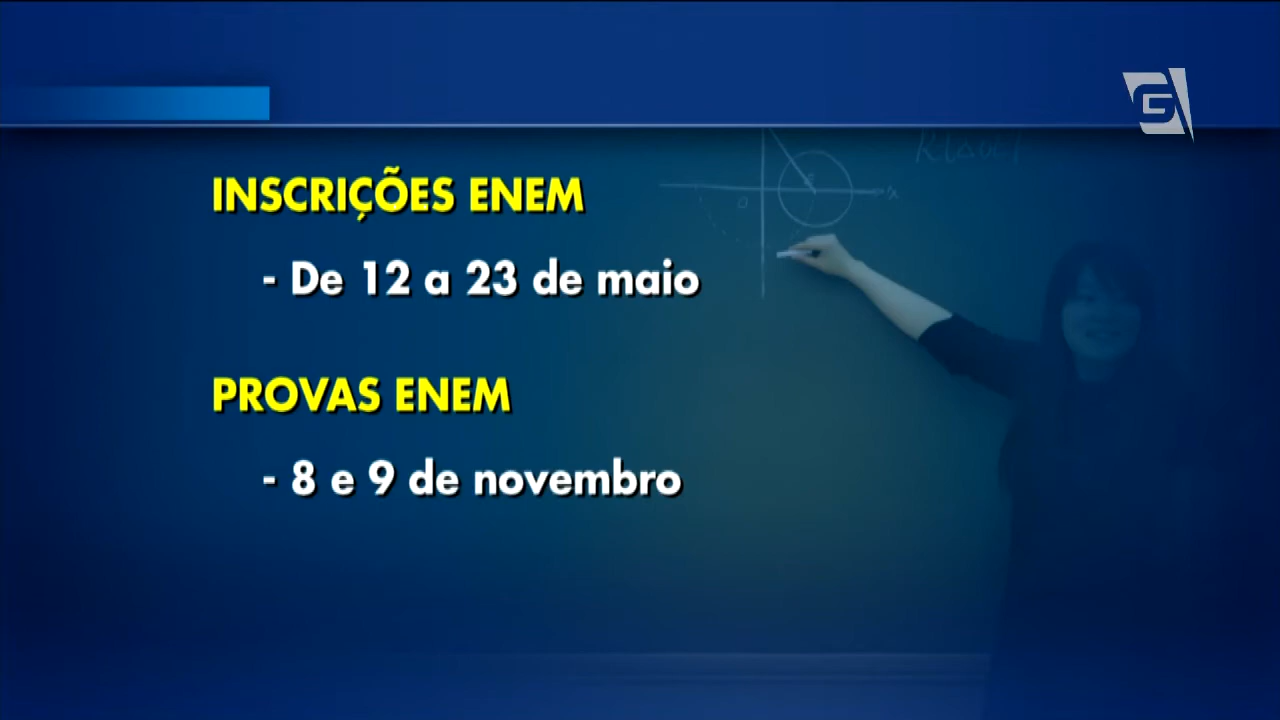 INSCRIÇÕES ENEM
- De 12 a 23 de maio
PROVAS ENEM
- 8 e 9 de novembro